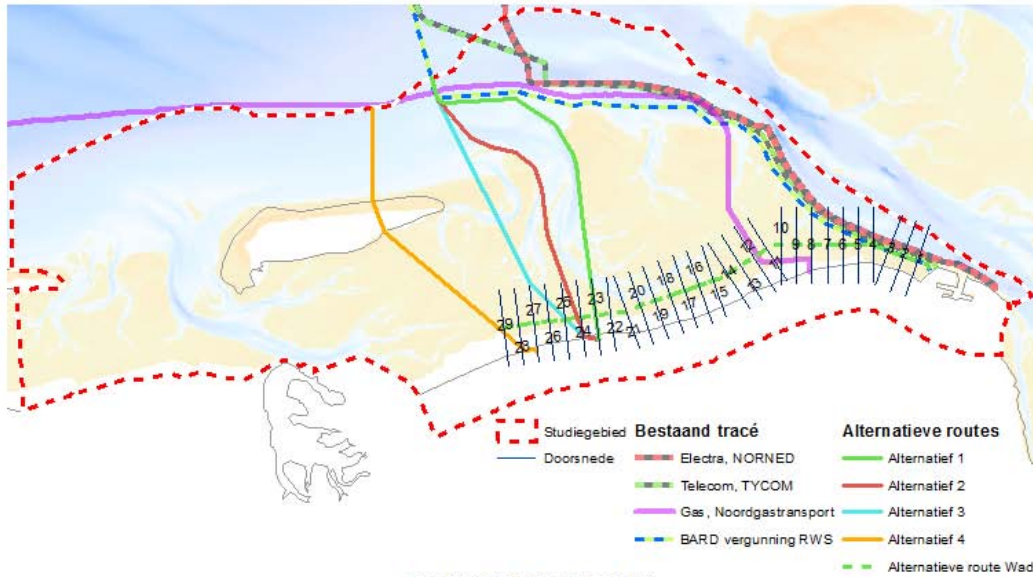 10
9
8
7
6
5
4
3
2
1
12
11
14
13
16
15
18
17
20
19
23
22
21
25
24
27
26
29
28
Studiegebied
Doorsnede
Bestaand tracé
Electra, NORNED
Telecom, TYCOM
Gas, Noordgastransport
BARD vergunning RWS
Alternatieve routes
Alternatief 1
Alternatief 2
Alternatief 3
Alternatief 4
Alternatieve route Wad